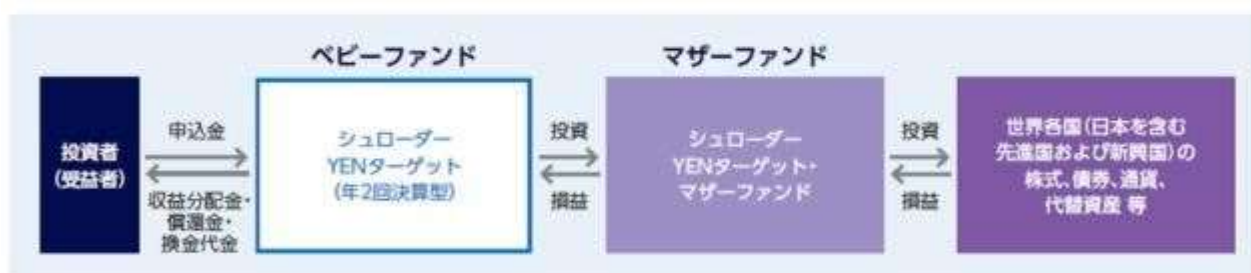 ベビーファンド
マザーファンド
投資者
(受益者)
申込金
収益分配金・
償還金・
換金代金
シュローダー
YENターゲット
(年2回決算型)
投資
損益
シュローダー
YENターゲット・
マザーファンド
投資
損益
世界各国(日本を含む
先進国および新興国)の
株式、債券、通貨、
代替資産 等